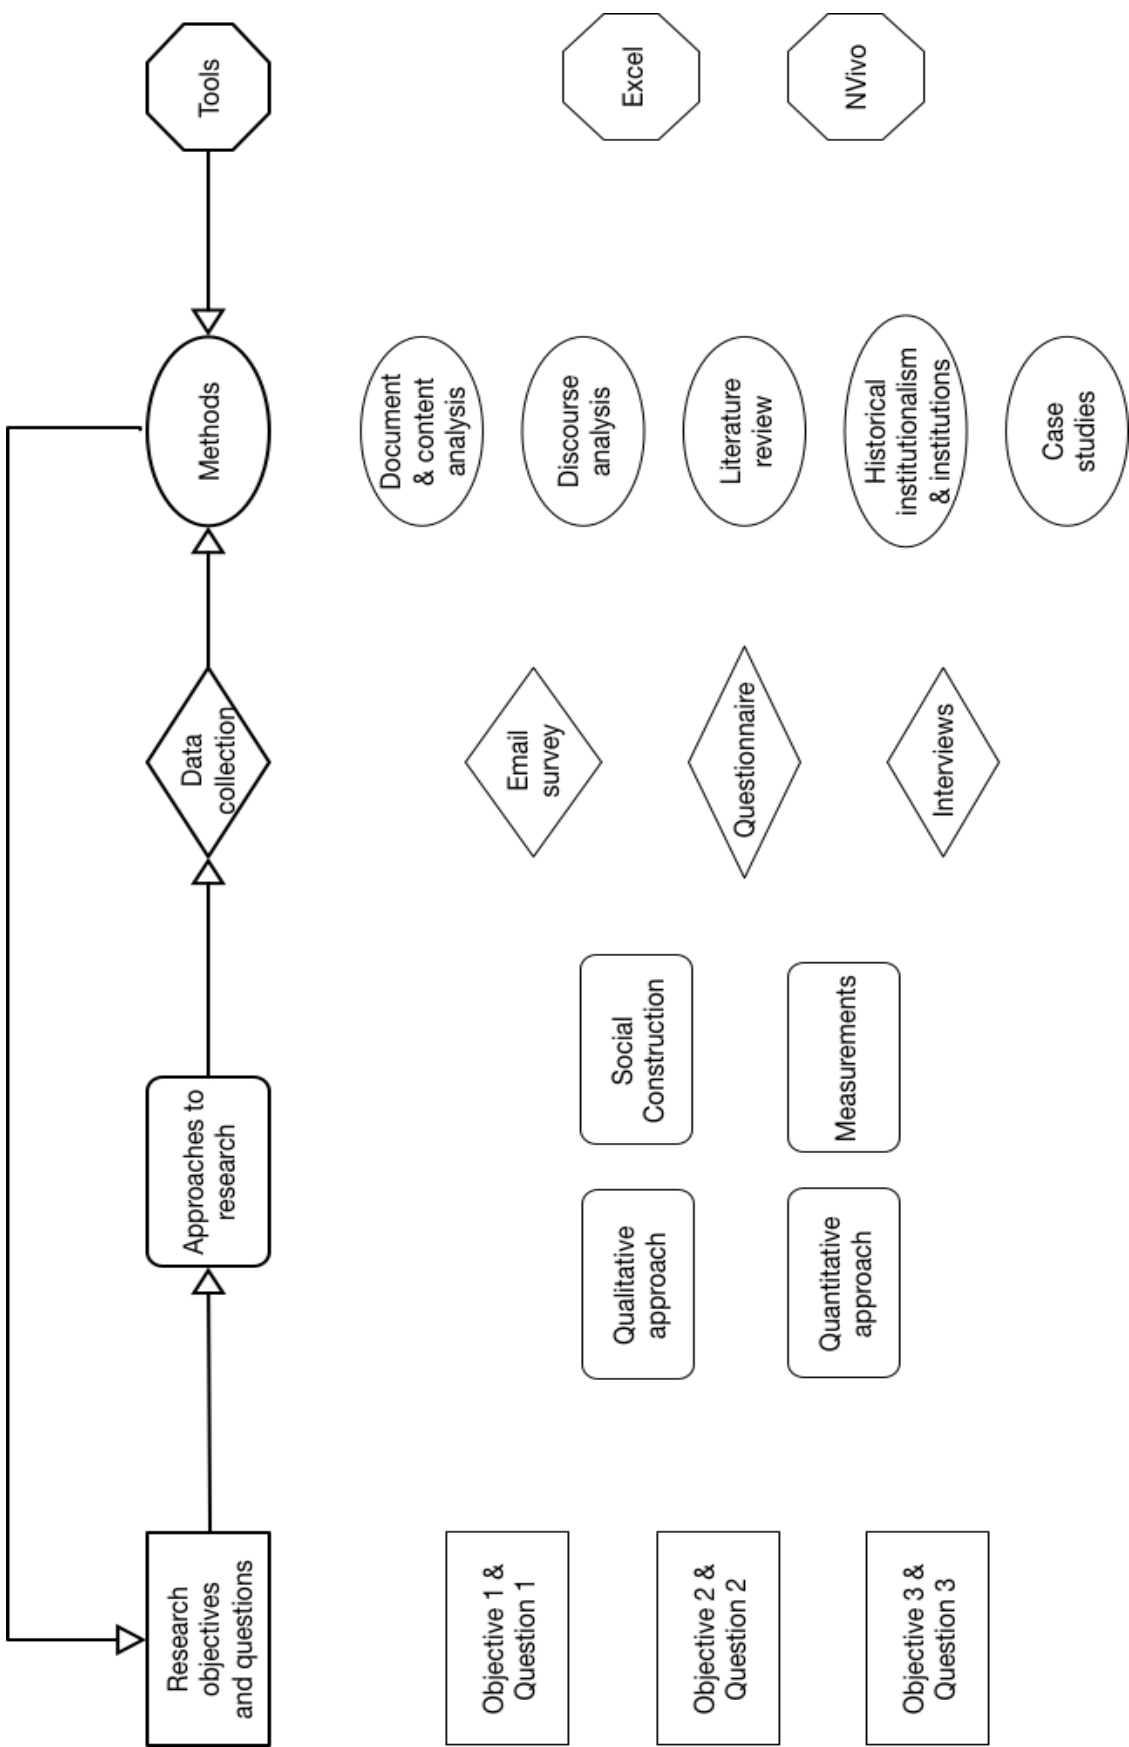 Research
objectives
and questions
Approaches to
research
Data
collection
Methods
Tools
Objective 1 &
Question 1
Objective 2 &
Question 2
Objective 3 &
Question 3
Qualitative
approach
Quantitative
approach
Social
Construction
Measurements
Email
survey
Questionnaire
Interviews
Document
& content
analysis
Discourse
analysis
Literature
review
Historical
institutionalism
& institutions
Case
studies
Excel
NVivo